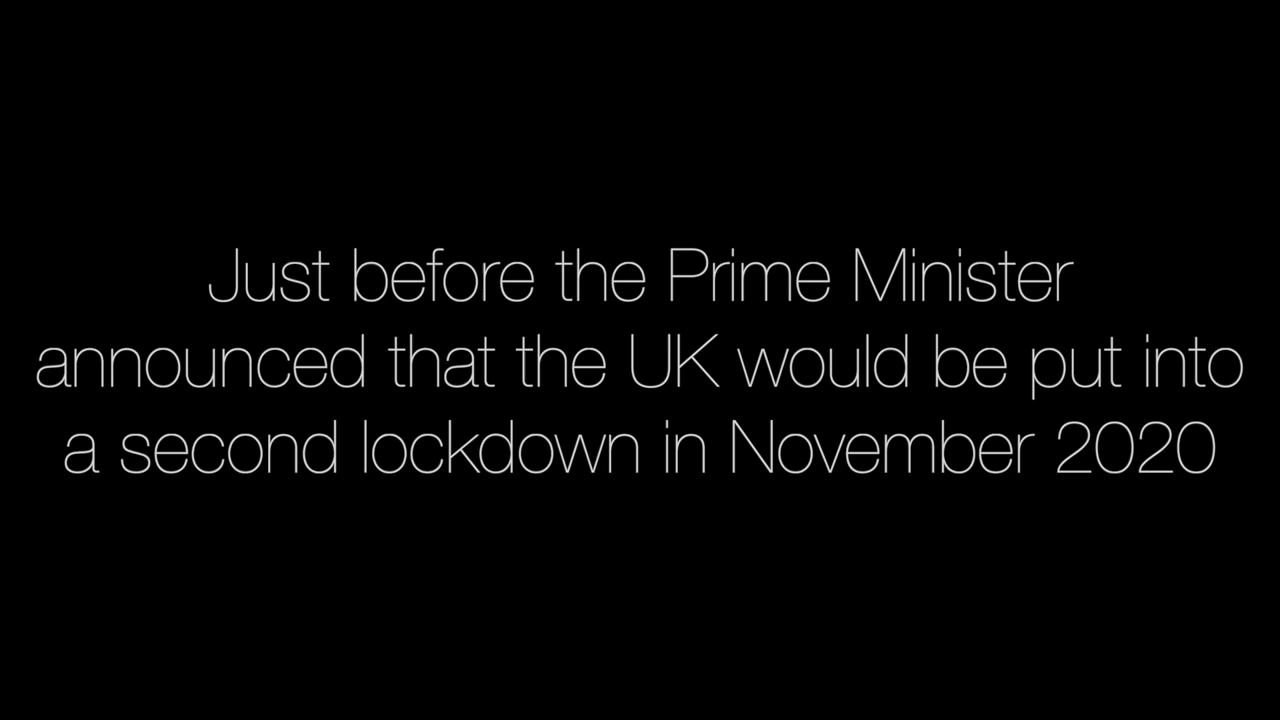 Just before the Prime Minister
announced that the UK would be put into
a second lockdown in November 2020